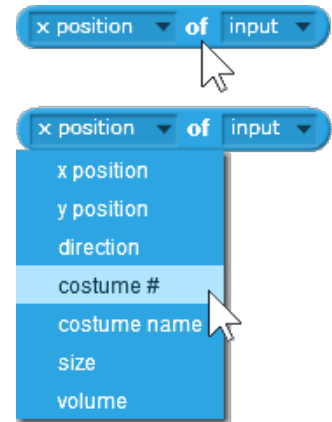 x position of input
x position of input
x position
y position
direction
costume #
costume name
size
volume